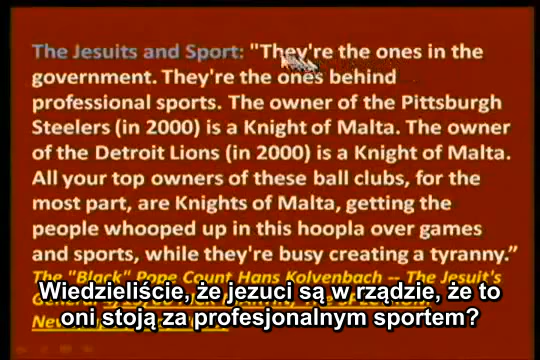 The Jesuits and Sport: "They're the ones in the
government. They're the ones behind
professional sports. The owner of the Pittsburgh
Steelers (in 2000) is a Knight of Malta. The owner
of the Detroit Lions (in 2000) is a Knight of Malta.
All your top owners of these ball clubs, for the
most part, are Knights of Malta, getting the
people whooped up in this hoopla over games
and sports, while they're busy creating a tyranny.”
The "Black" Pope Count Hans Kolvenbach -- The Jesuit's
Wiedzieliście, że jezuci są w rządzie, że to
oni stoją za profesjonalnym sportem?